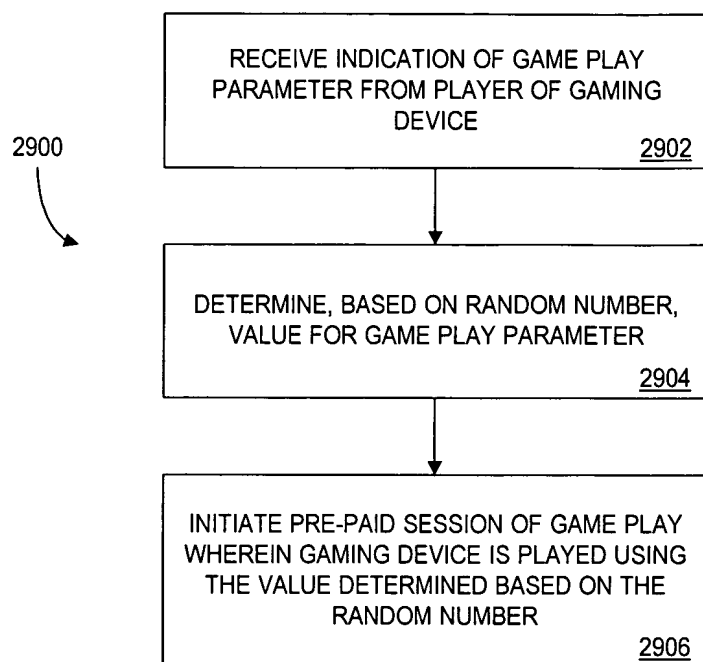 RECEIVE INDICATION OF GAME PLAY
PARAMETER FROM PLAYER OF GAMING
DEVICE
2902
2900
DETERMINE, BASED ON RANDOM NUMBER,
VALUE FOR GAME PLAY PARAMETER
2904
INITIATE PRE-PAID SESSION OF GAME PLAY
WHEREIN GAMING DEVICE IS PLAYED USING
THE VALUE DETERMINED BASED ON THE
RANDOM NUMBER
2906